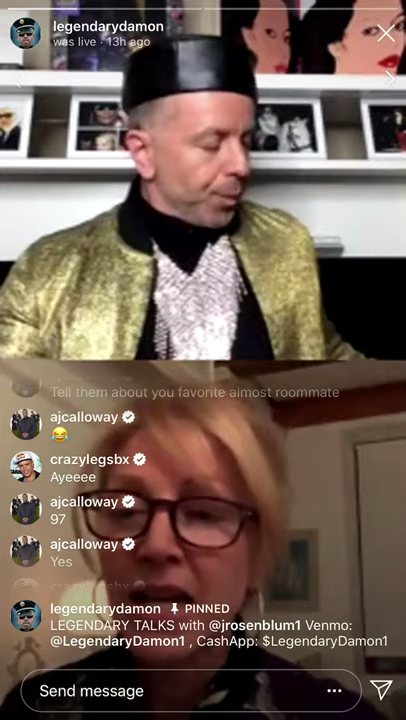 legendarydamon
was live · 13h ago
Tell them about you favorite almost roommate
ajcalloway
😂
crazylegsbx
Ayeeee
ajcalloway
97
ajcalloway
Yes
crazylegsbx
legendarydamon PINNED
LEGENDARY TALKS with @jrosenblum1 Venmo:
@LegendaryDamon1 , CashApp: $LegendaryDamon1
Send message